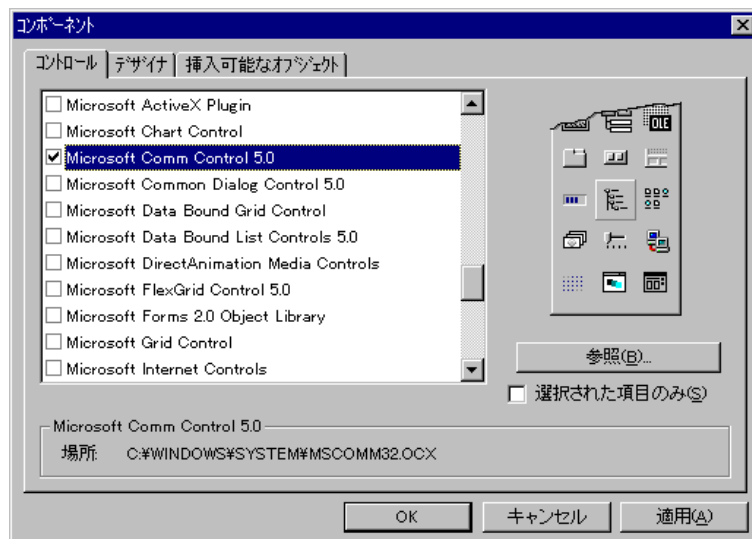 コンポーネント
コントロール デザイナ 挿入可能なオブジェクト
Microsoft ActiveX Plugin
Microsoft Chart Control
Microsoft Comm Control 5.0
Microsoft Common Dialog Control 5.0
Microsoft Data Bound Grid Control
Microsoft Data Bound List Controls 5.0
Microsoft DirectAnimation Media Controls
Microsoft FlexGrid Control 5.0
Microsoft Forms 2.0 Object Library
Microsoft Grid Control
Microsoft Internet Controls
OLE
参照(B)...
選択された項目のみ(S)
Microsoft Comm Control 5.0
場所: C:¥WINDOWS¥SYSTEM¥MSCOMM32.OCX
OK キャンセル 適用(A)